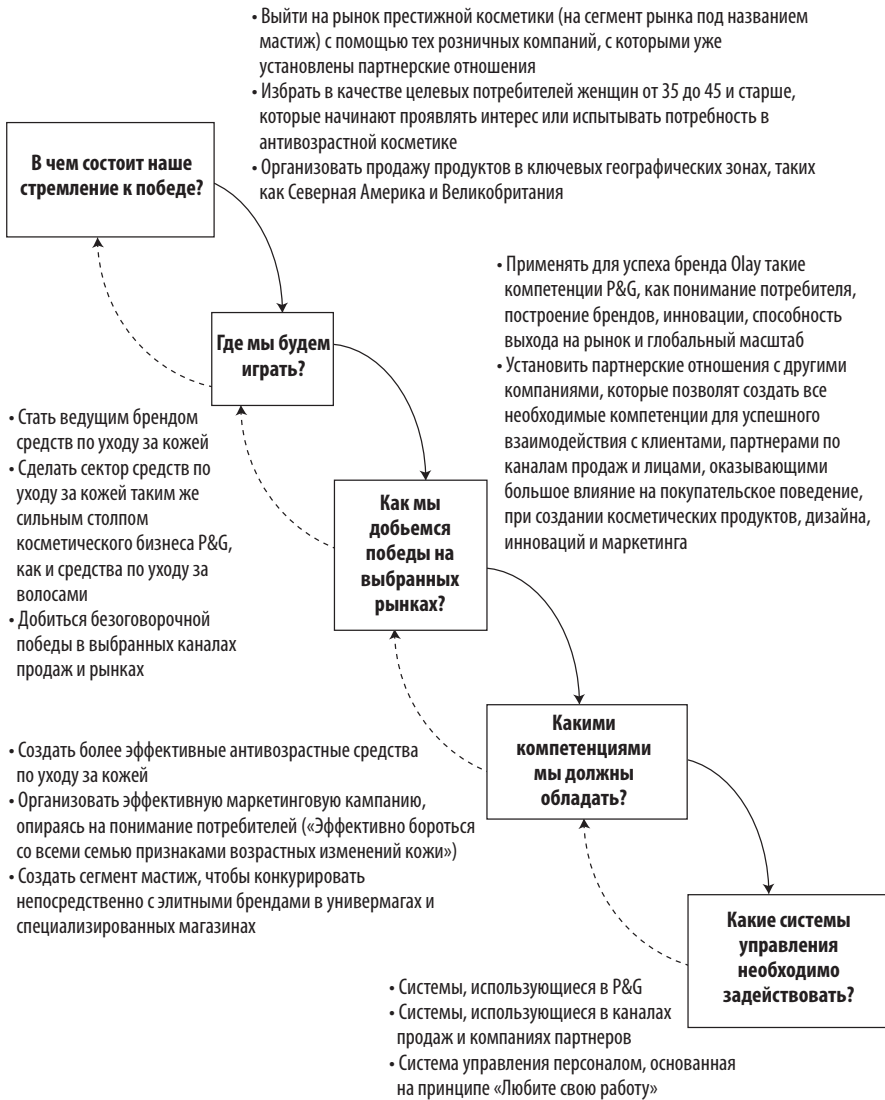 • Выйти на рынок престижной косметики (на сегмент рынка под названием
мастиж) с помощью тех розничных компаний, с которыми уже
установлены партнерские отношения
• Избрать в качестве целевых потребителей женщин от 35 до 45 и старше,
которые начинают проявлять интерес или испытывать потребность в
антивозрастной косметике
• Организовать продажу продуктов в ключевых географических зонах, таких
как Северная Америка и Великобритания
В чем состоит наше
стремление к победе?
• Применять для успеха бренда Olay такие
компетенции P&G, как понимание потребителя,
построение брендов, инновации, способность
выхода на рынок и глобальный масштаб
• Установить партнерские отношения с другими
компаниями, которые позволят создать все
необходимые компетенции для успешного
взаимодействия с клиентами, партнерами по
каналам продаж и лицами, оказывающими
большое влияние на покупательское поведение,
при создании косметических продуктов, дизайна,
инноваций и маркетинга
Где мы будем
играть?
• Стать ведущим брендом
средств по уходу за кожей
• Сделать сектор средств по
уходу за кожей таким же
сильным столпом
косметического бизнеса P&G,
как и средства по уходу за
волосами
• Добиться безоговорочной
победы в выбранных каналах
продаж и рынках
Как мы
добьемся
победы на
выбранных
рынках?
Какими
компетенциями
мы должны
обладать?
• Создать более эффективные антивозрастные средства
по уходу за кожей
• Организовать эффективную маркетинговую кампанию,
опираясь на понимание потребителей («Эффективно бороться
со всеми семью признаками возрастных изменений кожи»)
• Создать сегмент мастиж, чтобы конкурировать
непосредственно с элитными брендами в универмагах и
специализированных магазинах
Какие системы
управления
необходимо
задействовать?
• Системы, использующиеся в P&G
• Системы, использующиеся в каналах
продаж и компаниях партнеров
• Система управления персоналом, основанная
на принципе «Любите свою работу»